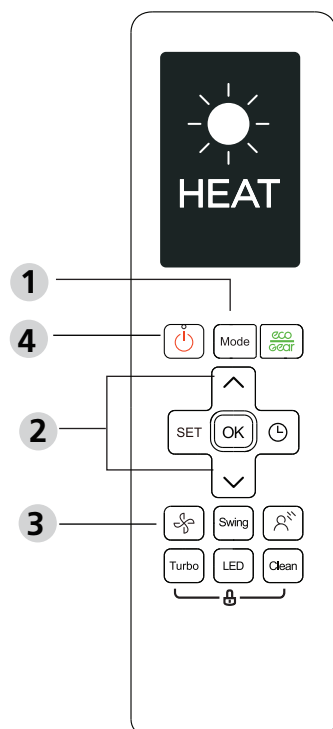 HEAT
1
4
Mode
eco
Gear
2
SET
OK
3
Swing
Turbo
LED
Clean